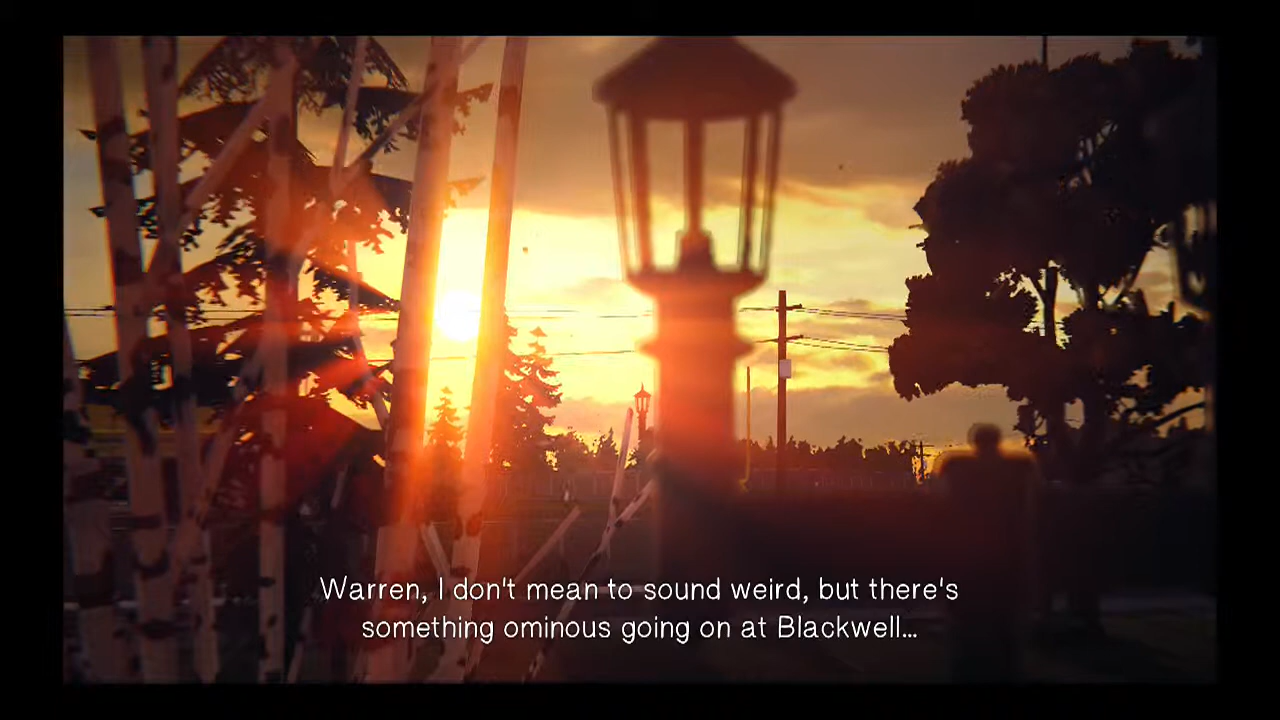 Warren, I don't mean to sound weird, but there's
something ominous going on at Blackwell...